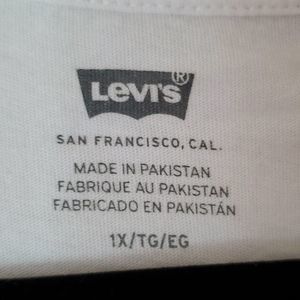 Levi's®
SAN FRANCISCO, CAL.
MADE IN PAKISTAN
FABRIQUE AU PAKISTAN
FABRICADO EN PAKISTÁN
1X/TG/EG